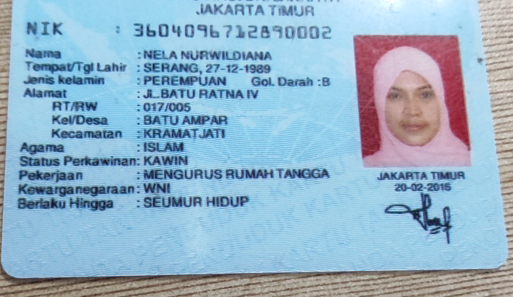 JAKARTA TIMUR
NIK : 3604096712890002
Nama : NELA NURWILDIANA
Tempat/Tgl Lahir : SERANG, 27-12-1989
Jenis kelamin : PEREMPUAN Gol. Darah :B
Alamat : JL.BATU RATNA IV
RT/RW : 017/005
Kel/Desa : BATU AMPAR
Kecamatan : KRAMATJATI
Agama : ISLAM
Status Perkawinan: KAWIN
Pekerjaan : MENGURUS RUMAH TANGGA
Kewarganegaraan: WNI
Berlaku Hingga : SEUMUR HIDUP
JAKARTA TIMUR
20-02-2015